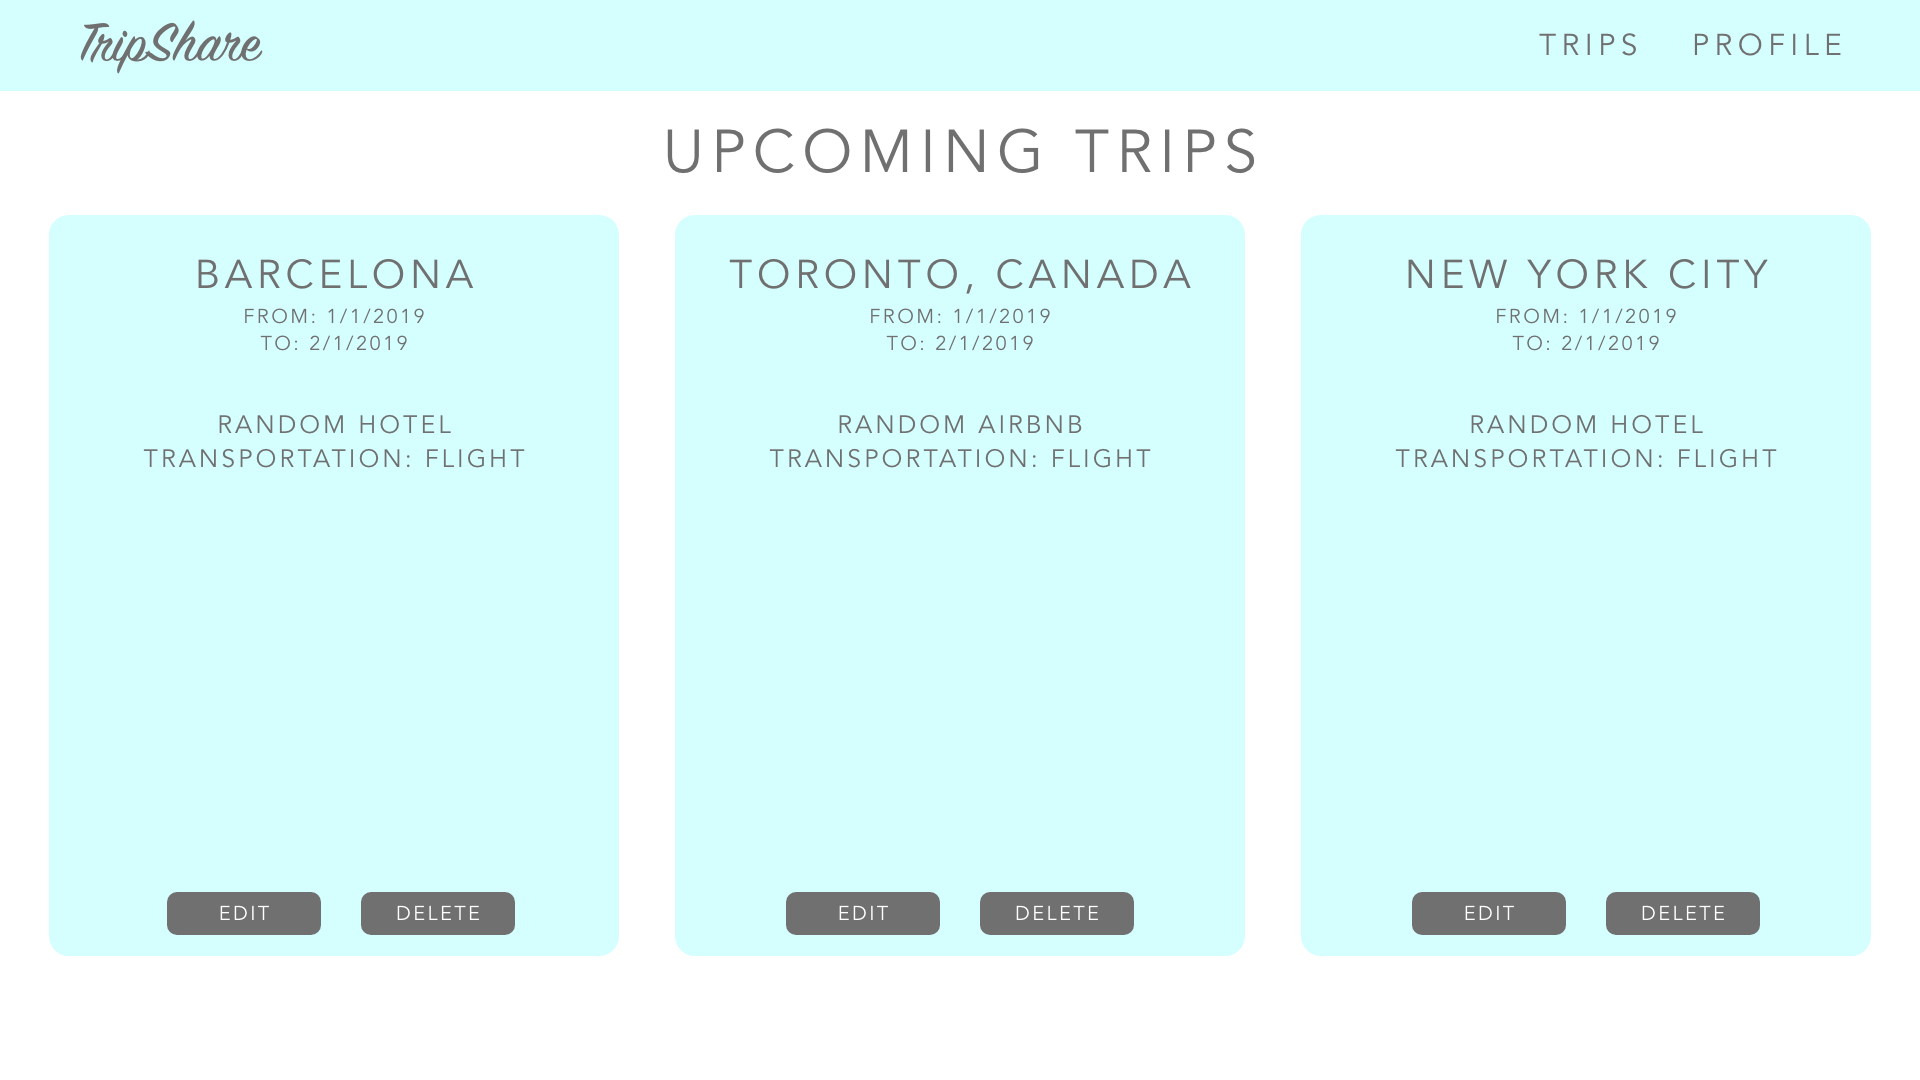 TripShare
TRIPS PROFILE
UPCOMING TRIPS
BARCELONA
FROM: 1/1/2019
TO: 2/1/2019
RANDOM HOTEL
TRANSPORTATION: FLIGHT
EDIT DELETE
TORONTO, CANADA
FROM: 1/1/2019
TO: 2/1/2019
RANDOM AIRBNB
TRANSPORTATION: FLIGHT
EDIT DELETE
NEW YORK CITY
FROM: 1/1/2019
TO: 2/1/2019
RANDOM HOTEL
TRANSPORTATION: FLIGHT
EDIT DELETE